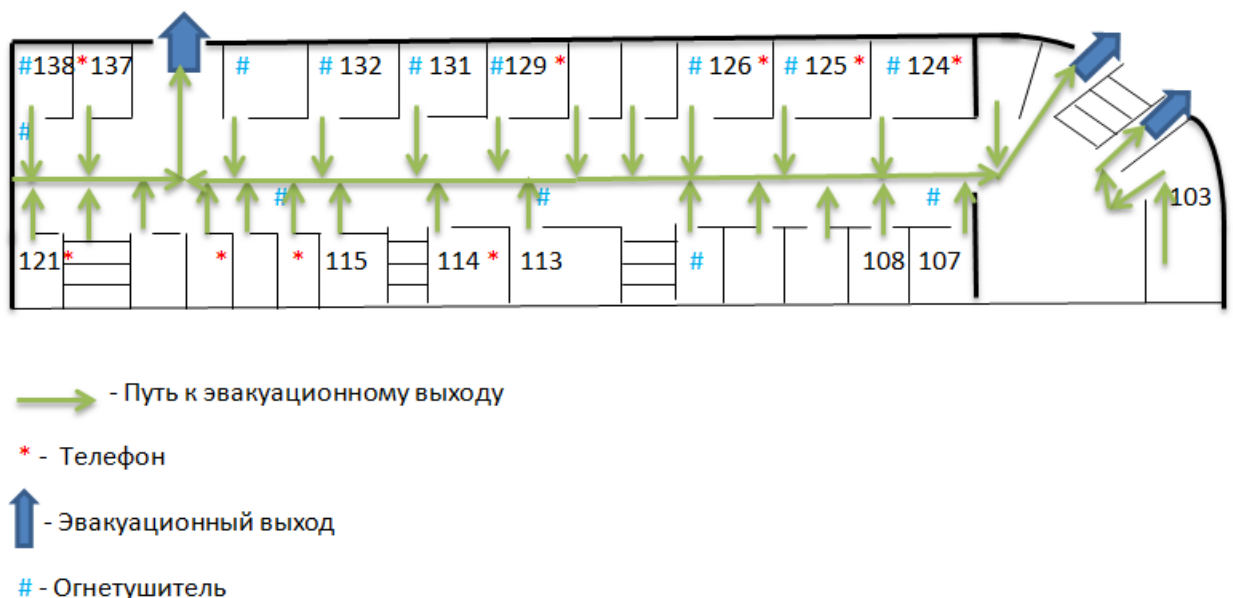 #138*137 # # 132 # 131 #129 * # 126 * # 125 * # 124*
#
# # # 103
121* * * 115 114 * 113 # 108 107
- Путь к эвакуационному выходу
* - Телефон
- Эвакуационный выход
# - Огнетушитель